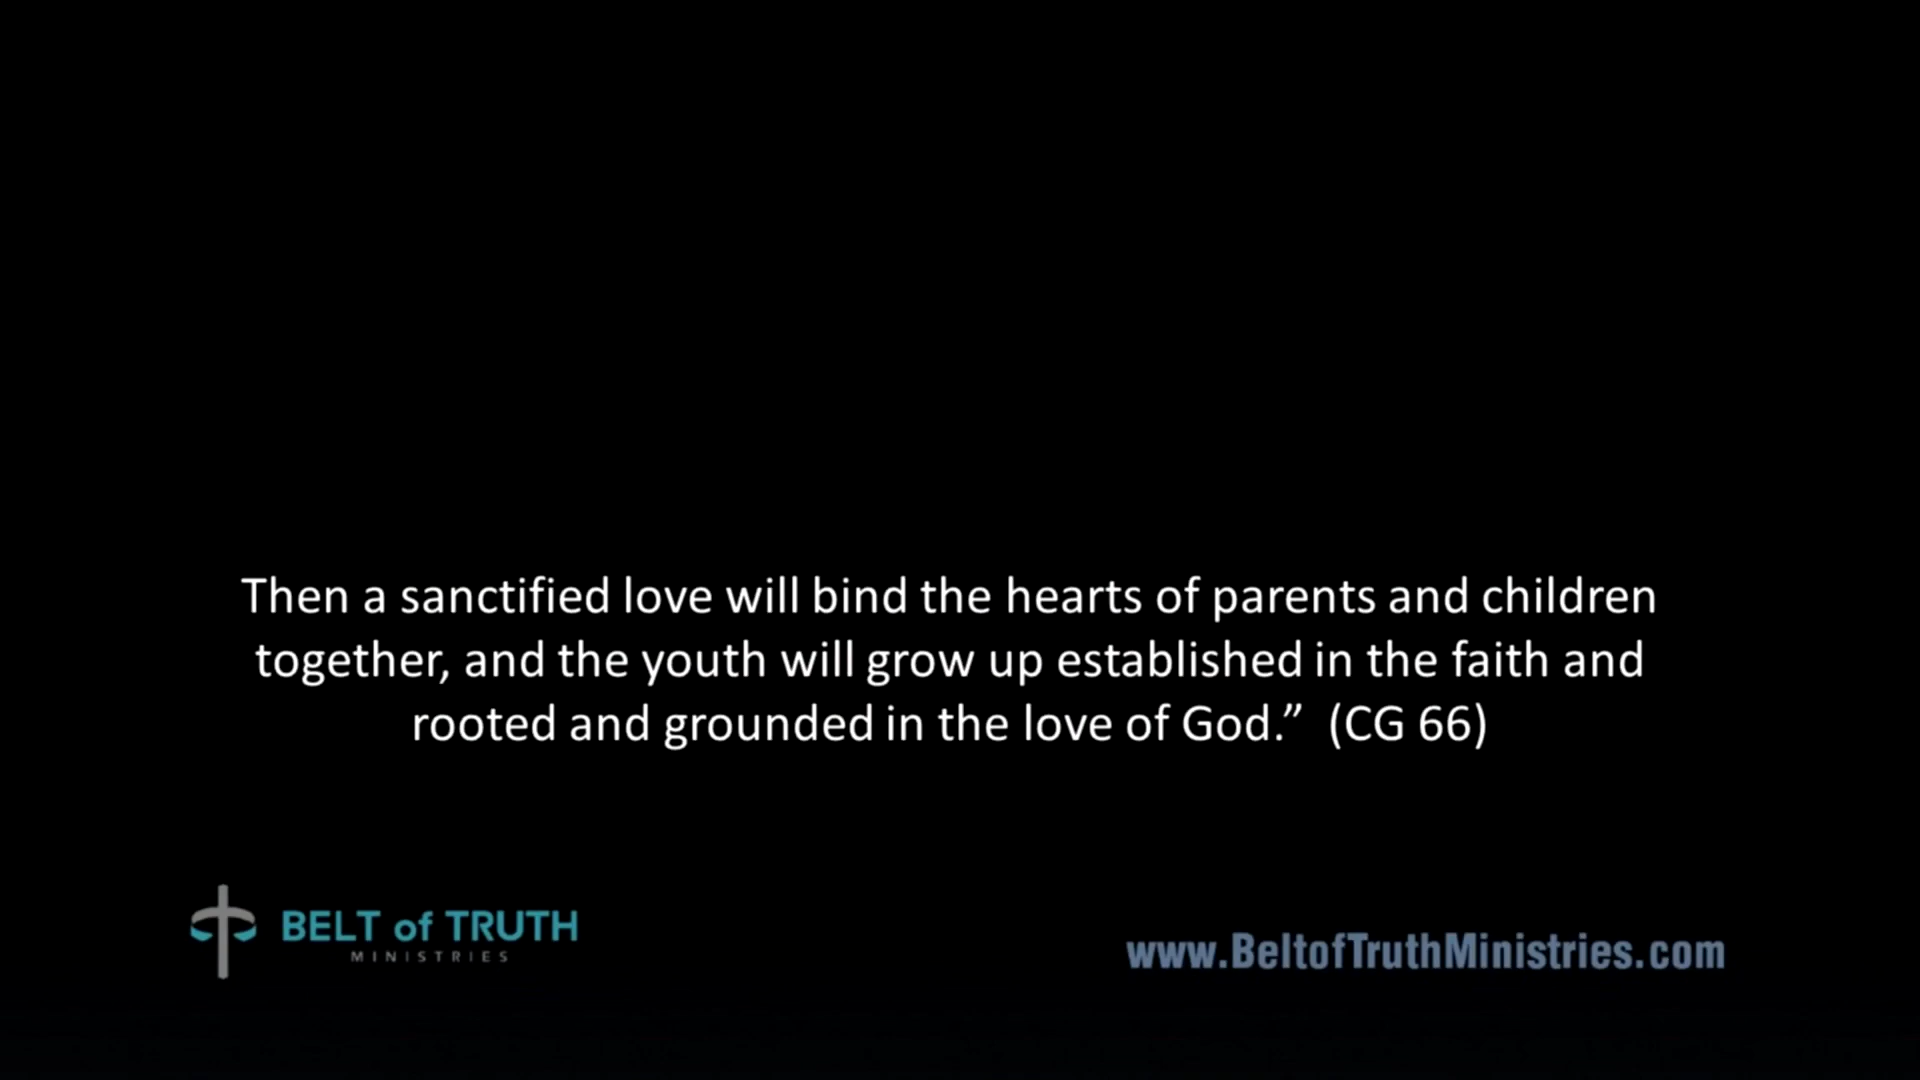 Then a sanctified love will bind the hearts of parents and children
together, and the youth will grow up established in the faith and
rooted and grounded in the love of God.”  (CG 66)
BELT of TRUTH
MINISTRIES
www.BeltofTruthMinistries.com